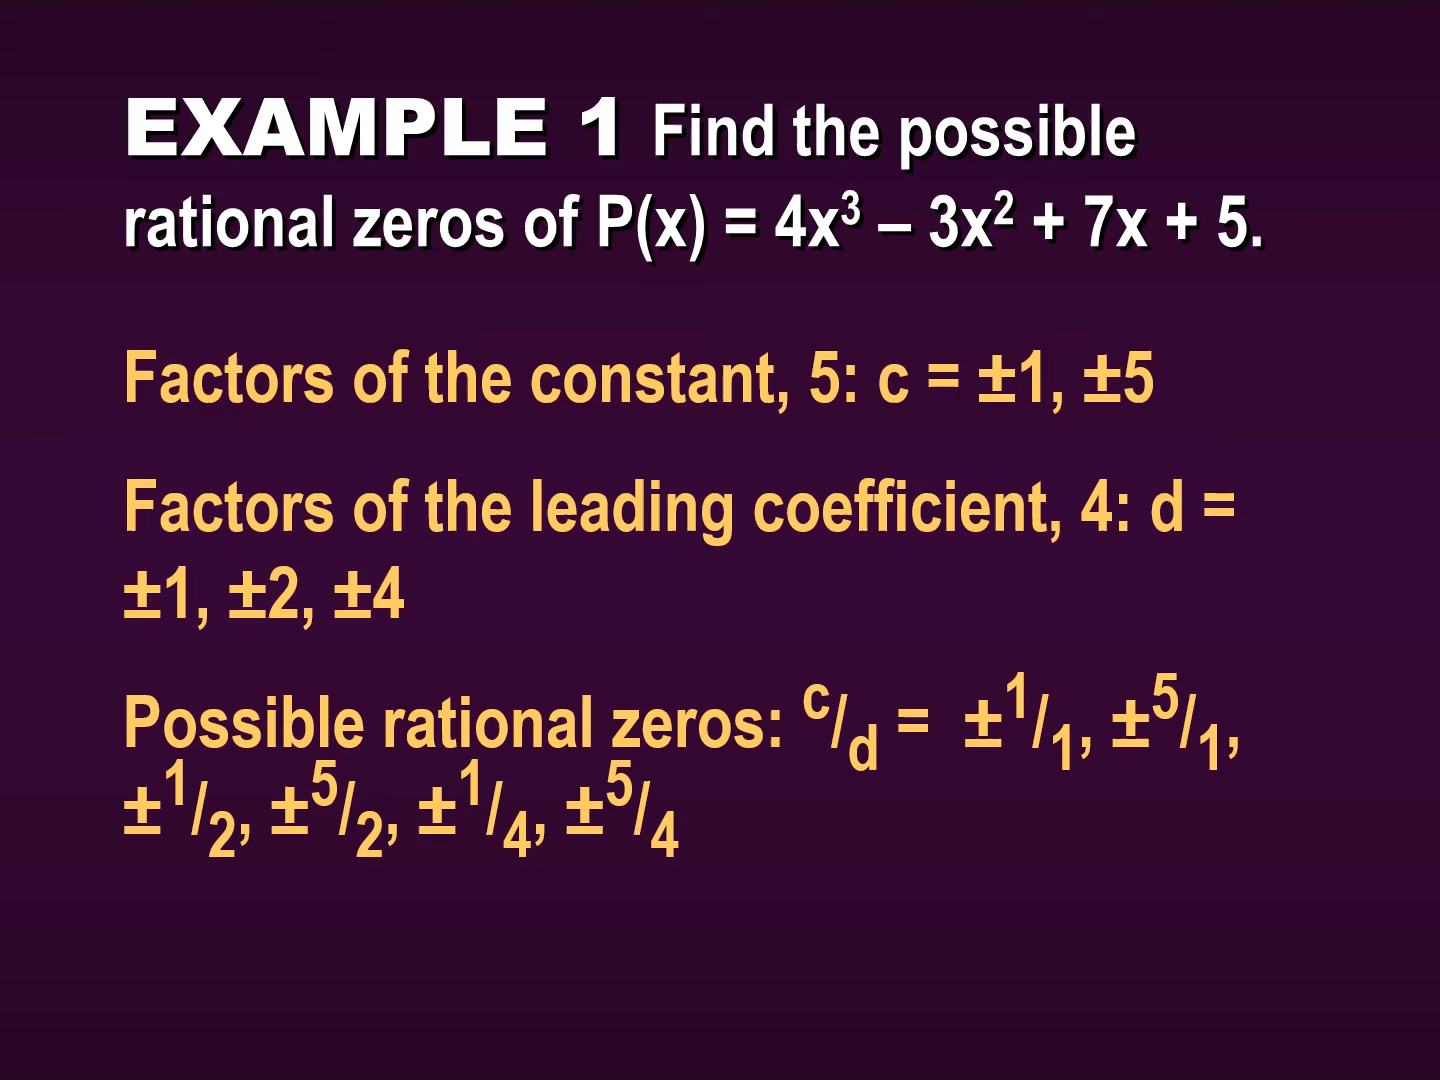 EXAMPLE 1 Find the possible
rational zeros of P(x) = 4x³ – 3x² + 7x + 5.
Factors of the constant, 5: c = ±1, ±5
Factors of the leading coefficient, 4: d =
±1, ±2, ±4
Possible rational zeros: ᶜ/d = ±¹/₁, ±⁵/₁,
±¹/₂, ±⁵/₂, ±¹/₄, ±⁵/₄